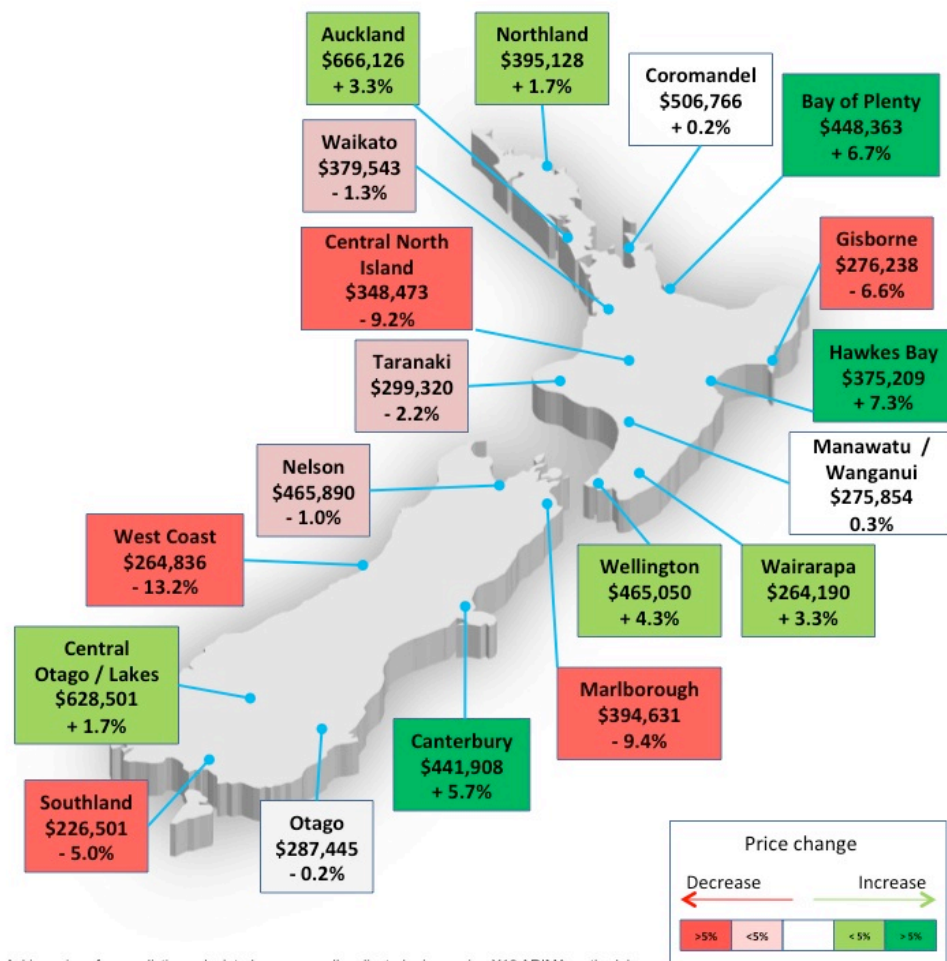 Auckland
$666,126
+ 3.3%
Northland
$395,128
+ 1.7%
Coromandel
$506,766
+ 0.2%
Bay of Plenty
$448,363
+ 6.7%
Waikato
$379,543
- 1.3%
Central North
Island
$348,473
- 9.2%
Gisborne
$276,238
- 6.6%
Taranaki
$299,320
- 2.2%
Hawkes Bay
$375,209
+ 7.3%
Manawatu /
Wanganui
$275,854
0.3%
Nelson
$465,890
- 1.0%
West Coast
$264,836
- 13.2%
Wellington
$465,050
+ 4.3%
Wairarapa
$264,190
+ 3.3%
Central
Otago / Lakes
$628,501
+ 1.7%
Marlborough
$394,631
- 9.4%
Canterbury
$441,908
+ 5.7%
Southland
$226,501
- 5.0%
Otago
$287,445
- 0.2%
Price change
Decrease Increase
>5% <5% < 5% > 5%